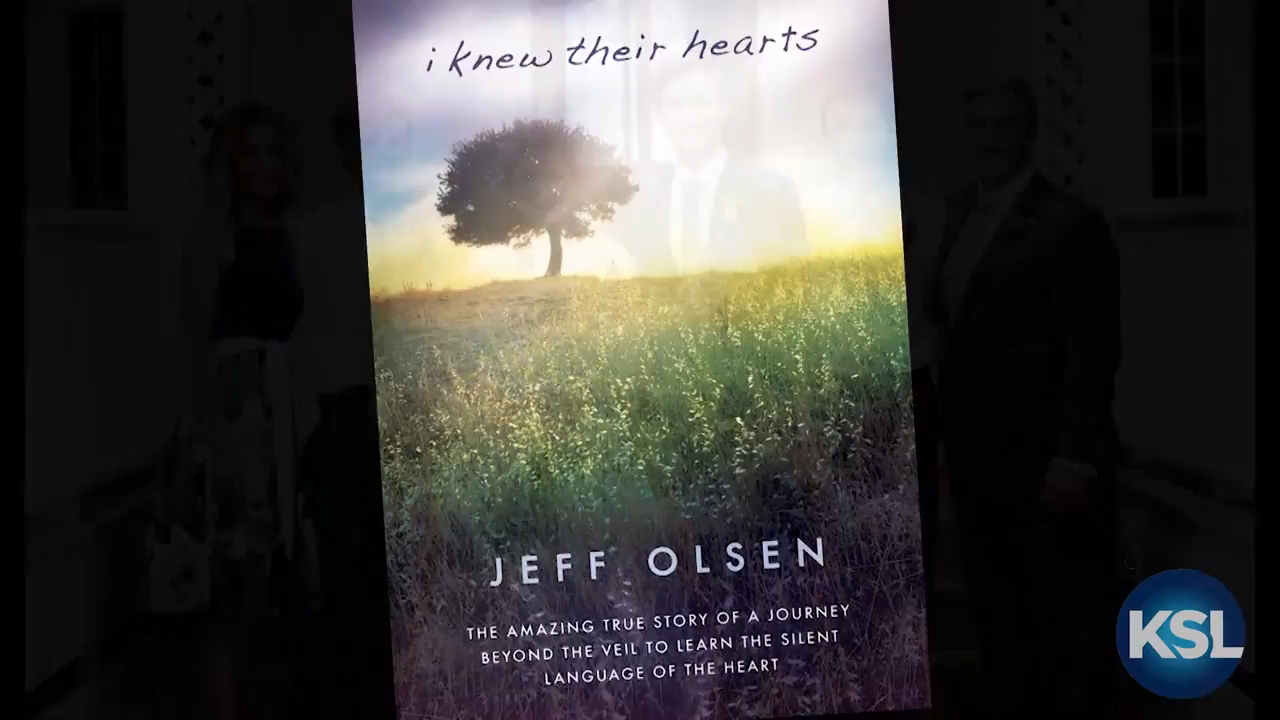 i knew their hearts
JEFF OLSEN
THE AMAZING TRUE STORY OF A JOURNEY
BEYOND THE VEIL TO LEARN THE SILENT
LANGUAGE OF THE HEART
KSL